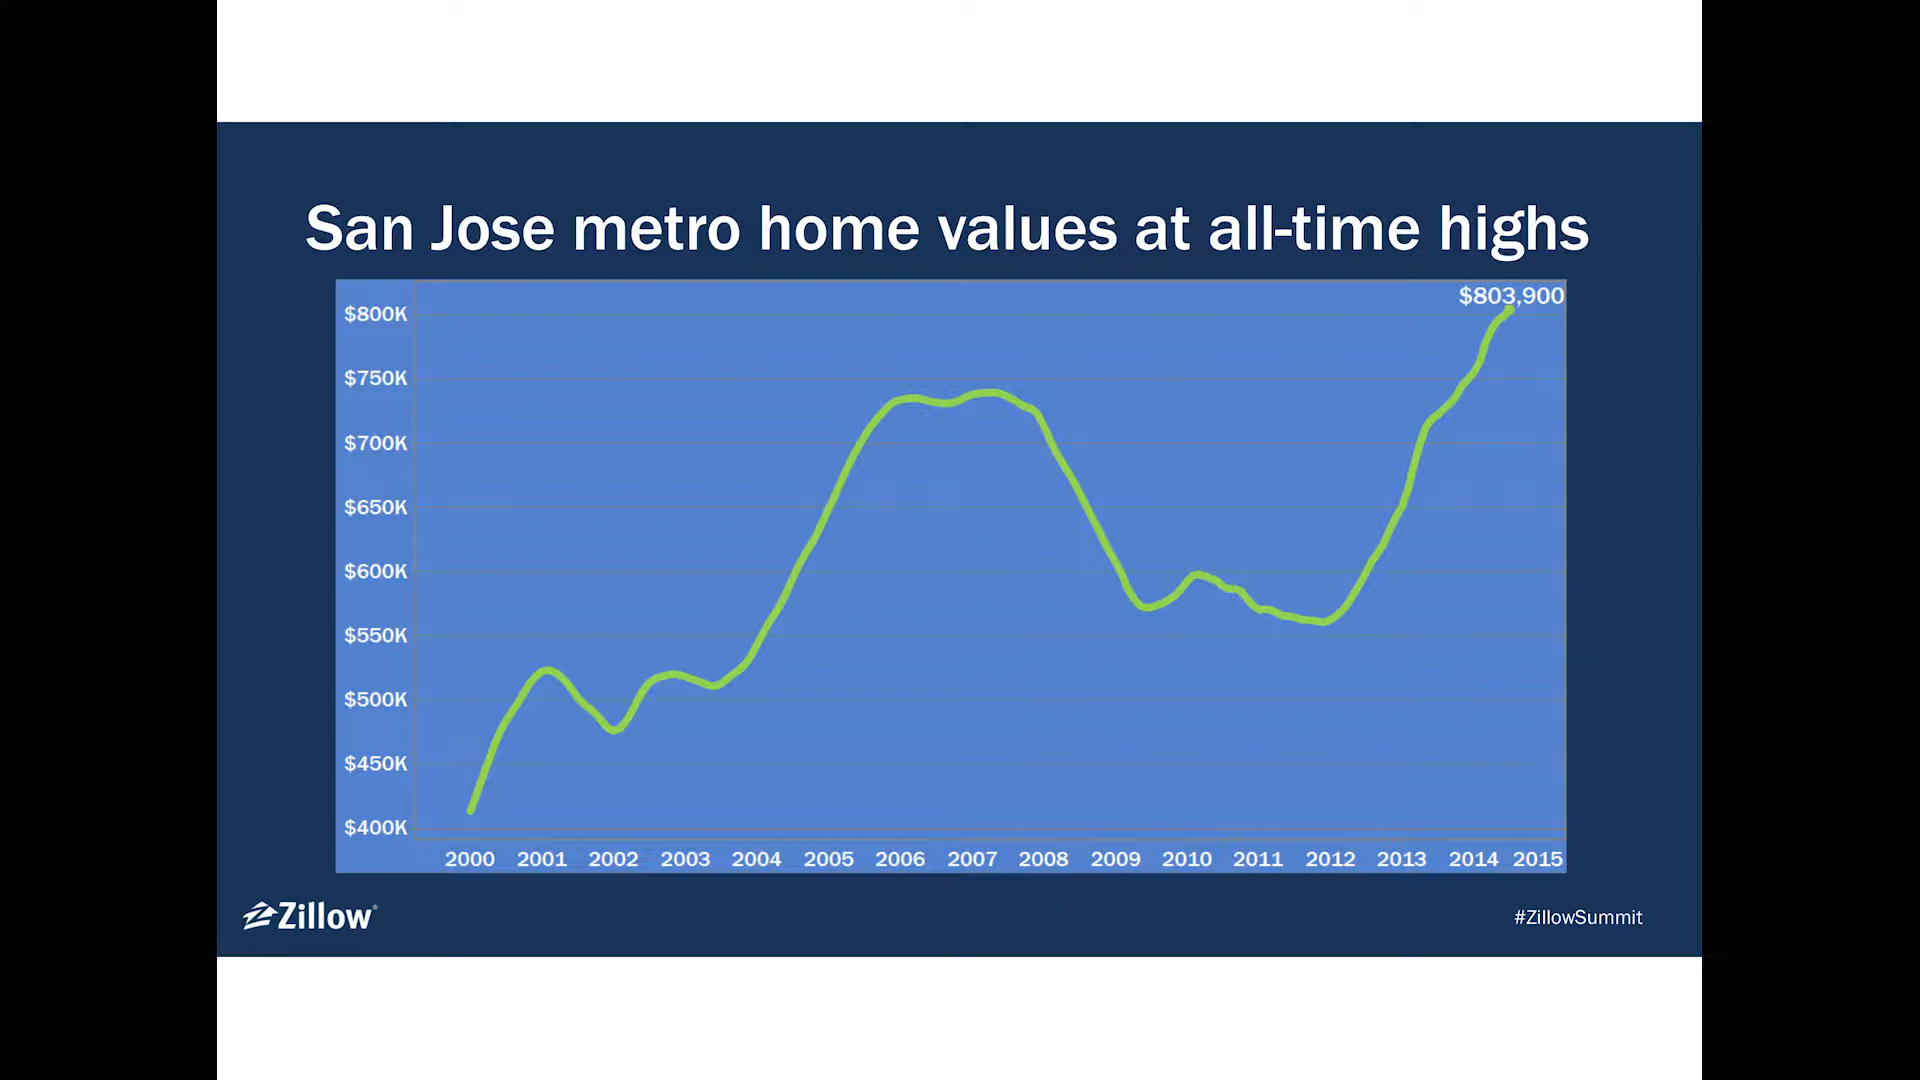 San Jose metro home values at all-time highs
$803,900
$800K
$750K
$700K
$650K
$600K
$550K
$500K
$450K
$400K
2000 2001 2002 2003 2004 2005 2006 2007 2008 2009 2010 2011 2012 2013 2014 2015
Zillow®
#ZillowSummit